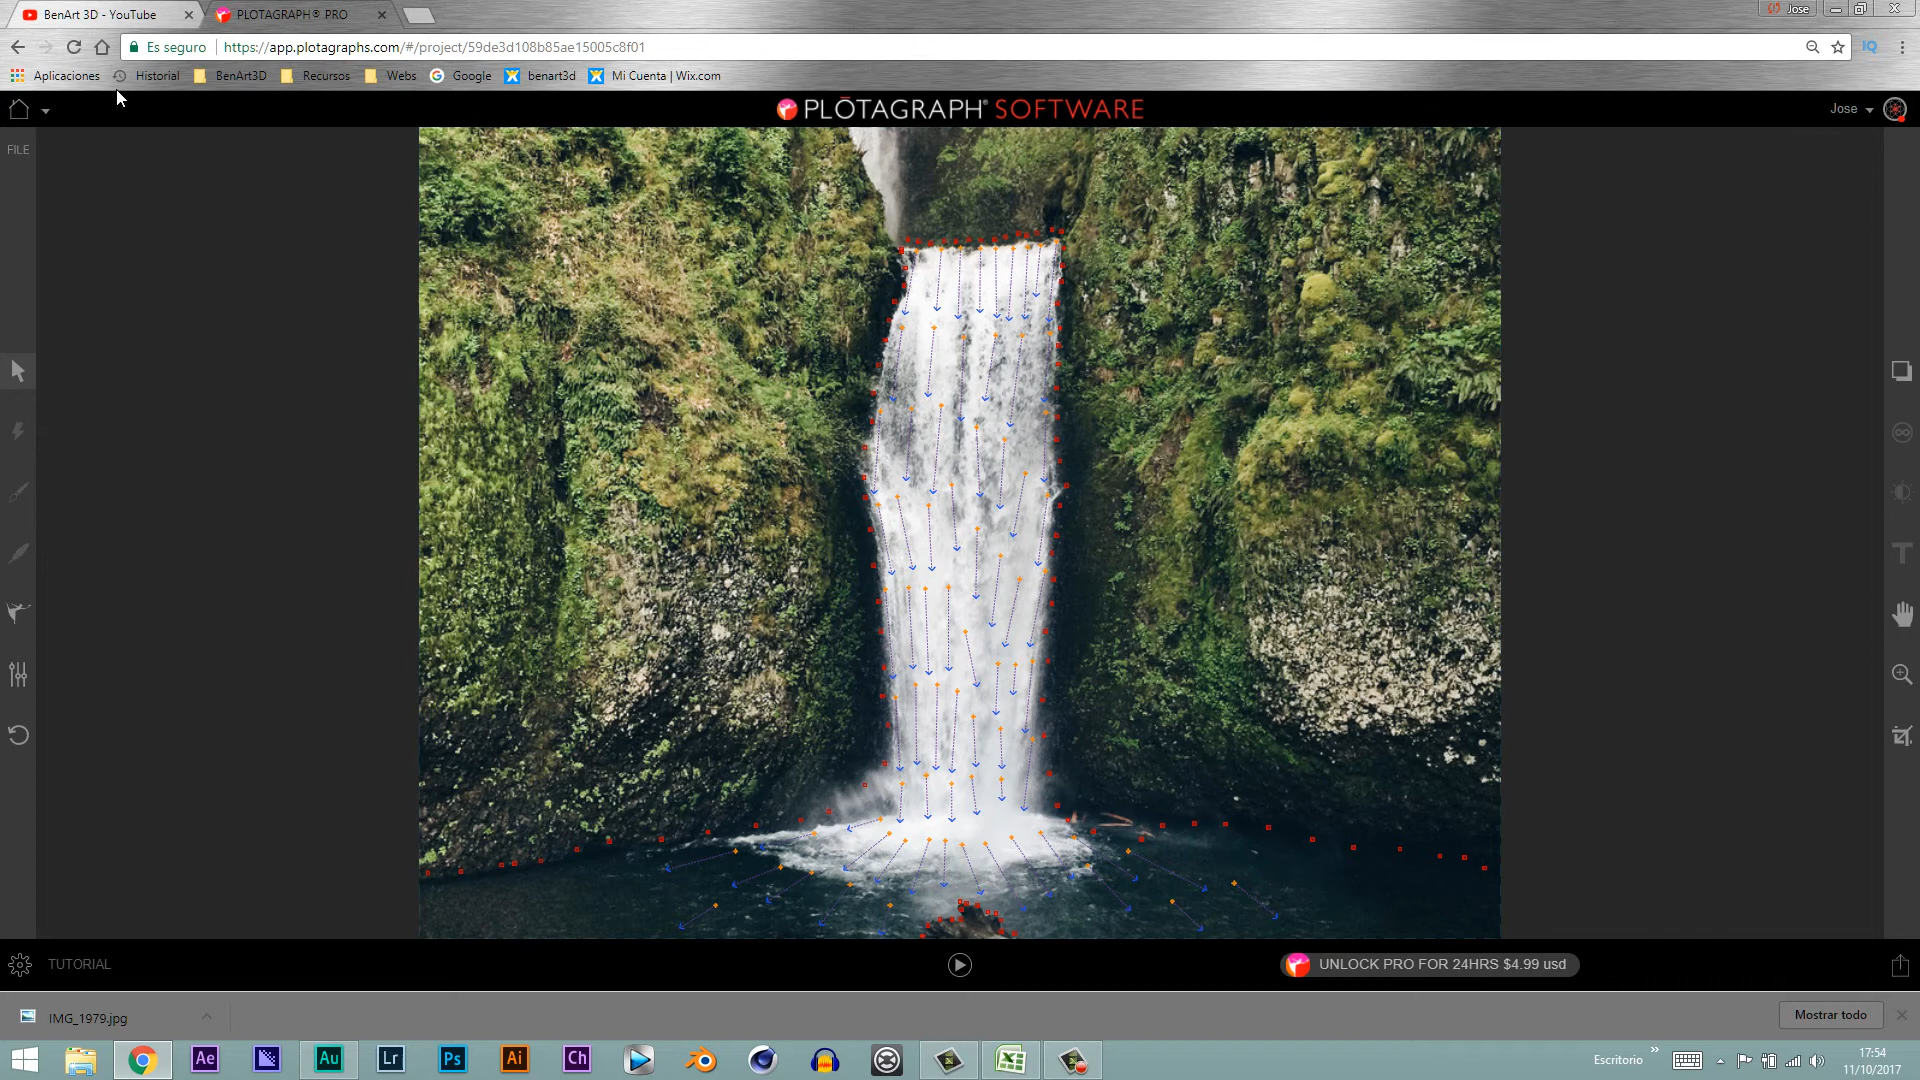 BenArt 3D - YouTube
PLOTAGRAPH® PRO
Jose
Es seguro
https://app.plotagraphs.com/#/project/59de3d108b85ae15005c8f01
IQ
Aplicaciones
Historial
BenArt3D
Recursos
Webs
Google
benart3d
Mi Cuenta | Wix.com
PLŌTAGRAPH® SOFTWARE
Jose
FILE
T
TUTORIAL
UNLOCK PRO FOR 24HRS $4.99 usd
IMG_1979.jpg
Mostrar todo
Ae
Au
Lr
Ps
Ai
Ch
Escritorio
17:54
11/10/2017